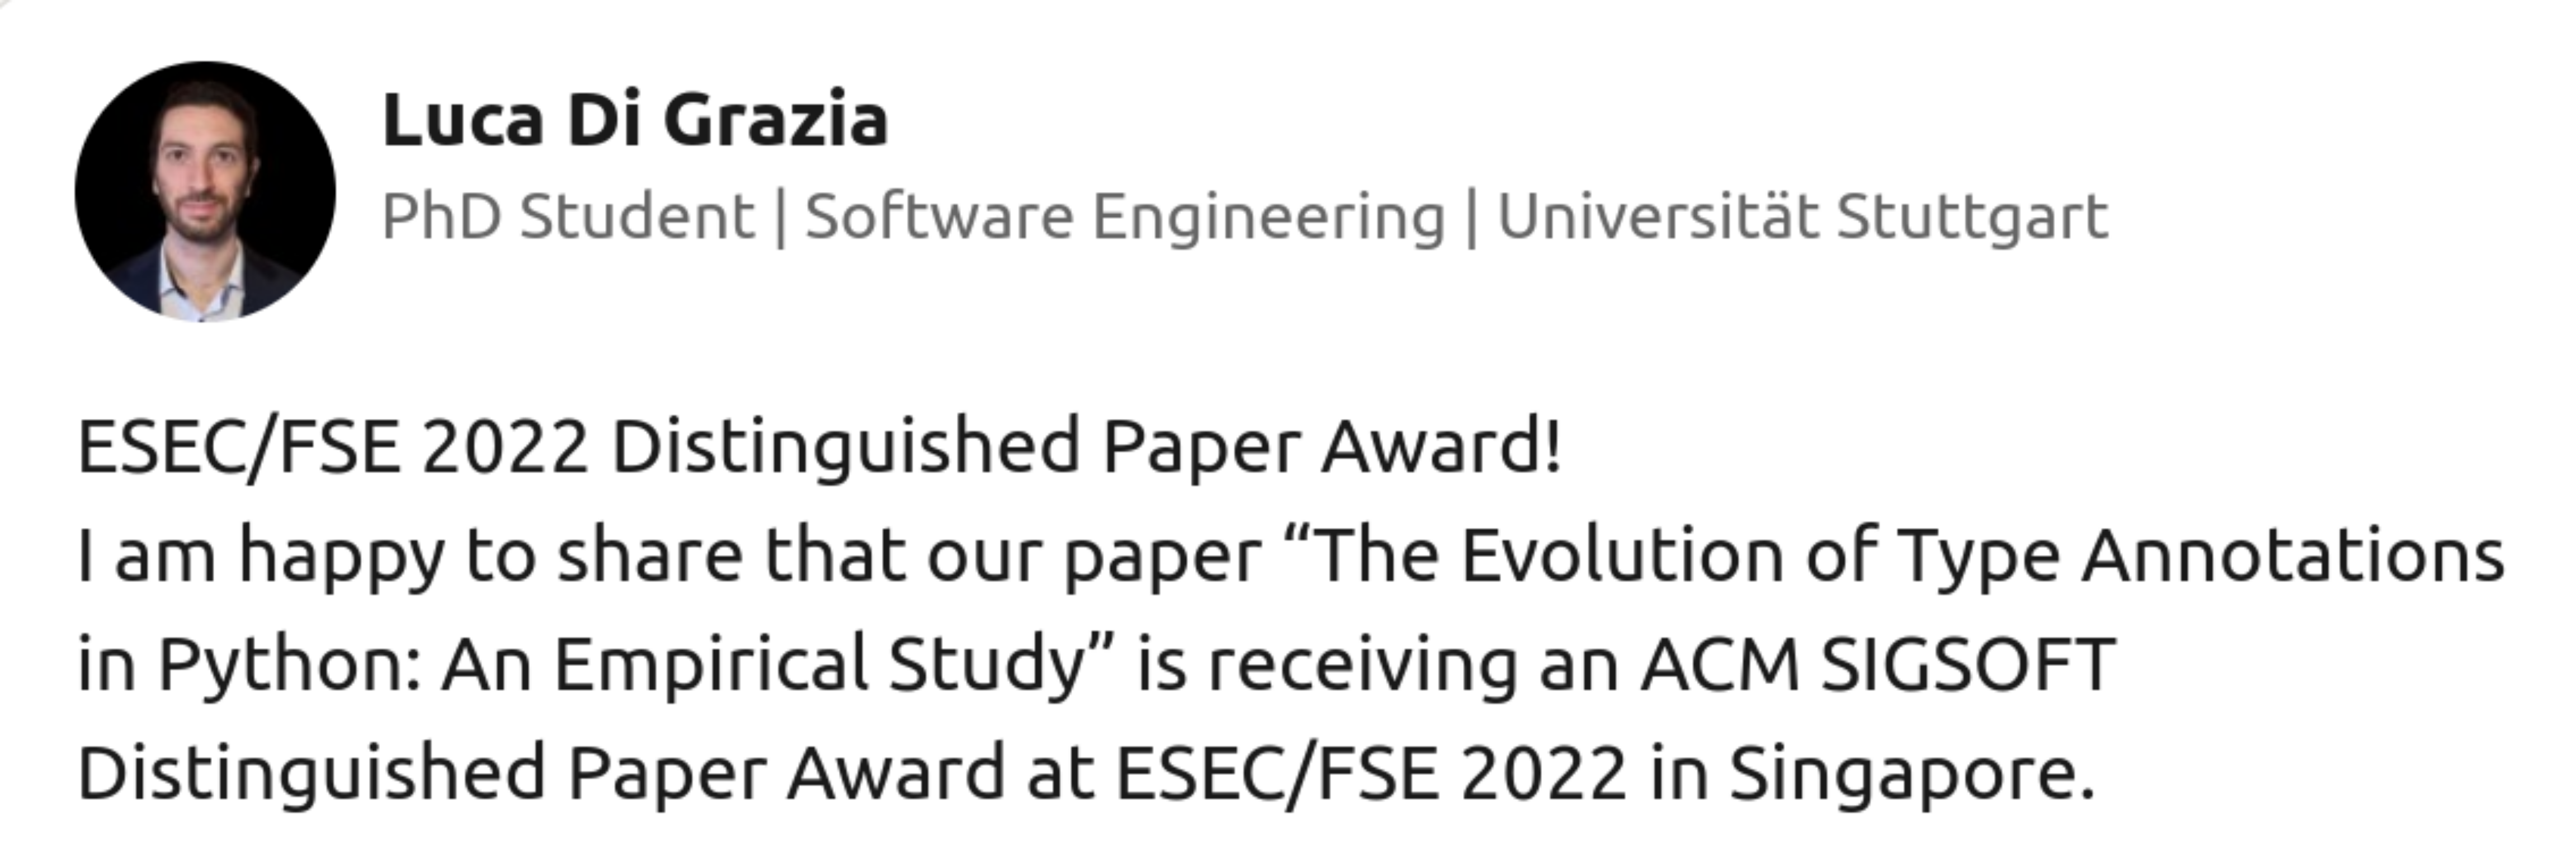 Luca Di Grazia
PhD Student | Software Engineering | Universität Stuttgart
ESEC/FSE 2022 Distinguished Paper Award!
I am happy to share that our paper “The Evolution of Type Annotations
in Python: An Empirical Study” is receiving an ACM SIGSOFT
Distinguished Paper Award at ESEC/FSE 2022 in Singapore.